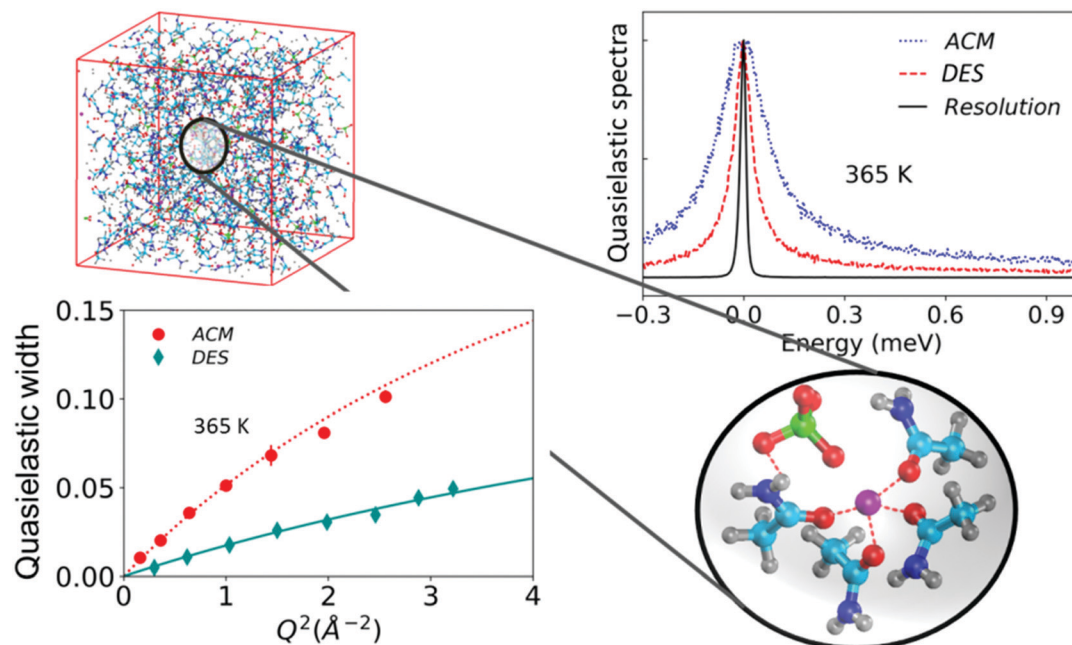 Quasielastic spectra
ACM
DES
Resolution
365 K
−0.3 0.0 0.3 0.6 0.9
Energy (meV)
Quasielastic width
0.15
0.10
0.05
0.00
ACM
DES
365 K
0 1 2 3 4
Q²(Å⁻²)